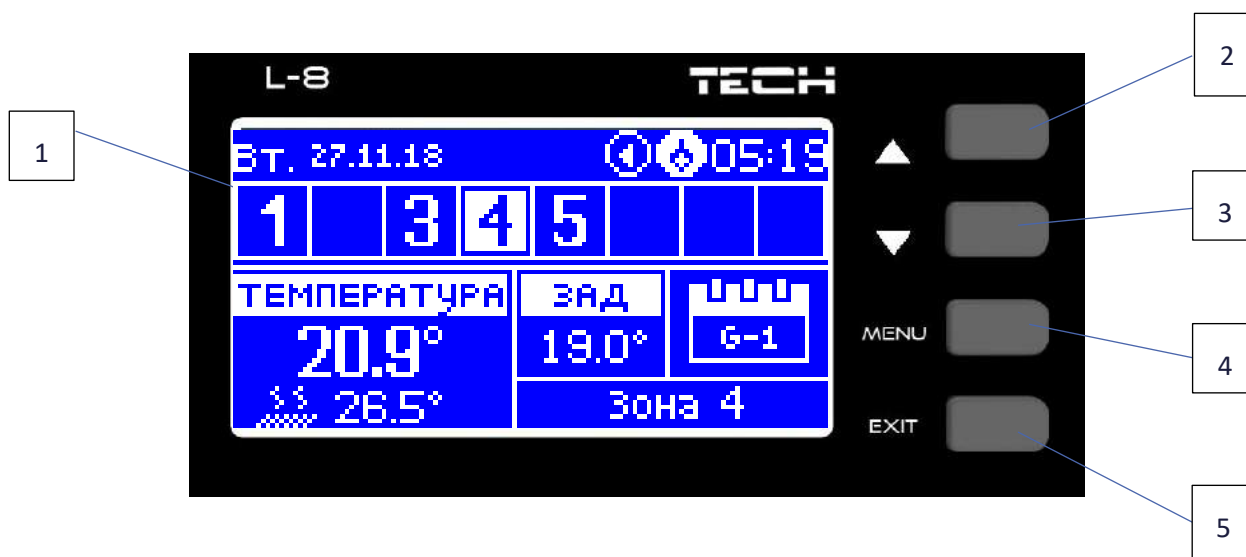 2
L-8 TECH
1
Вт. 27.11.18 05:19
1 3 4 5
3
ТЕМПЕРАТУРА ЗАД
20.9° 19.0° G-1
MENU
4
26.5° Зона 4
EXIT
5